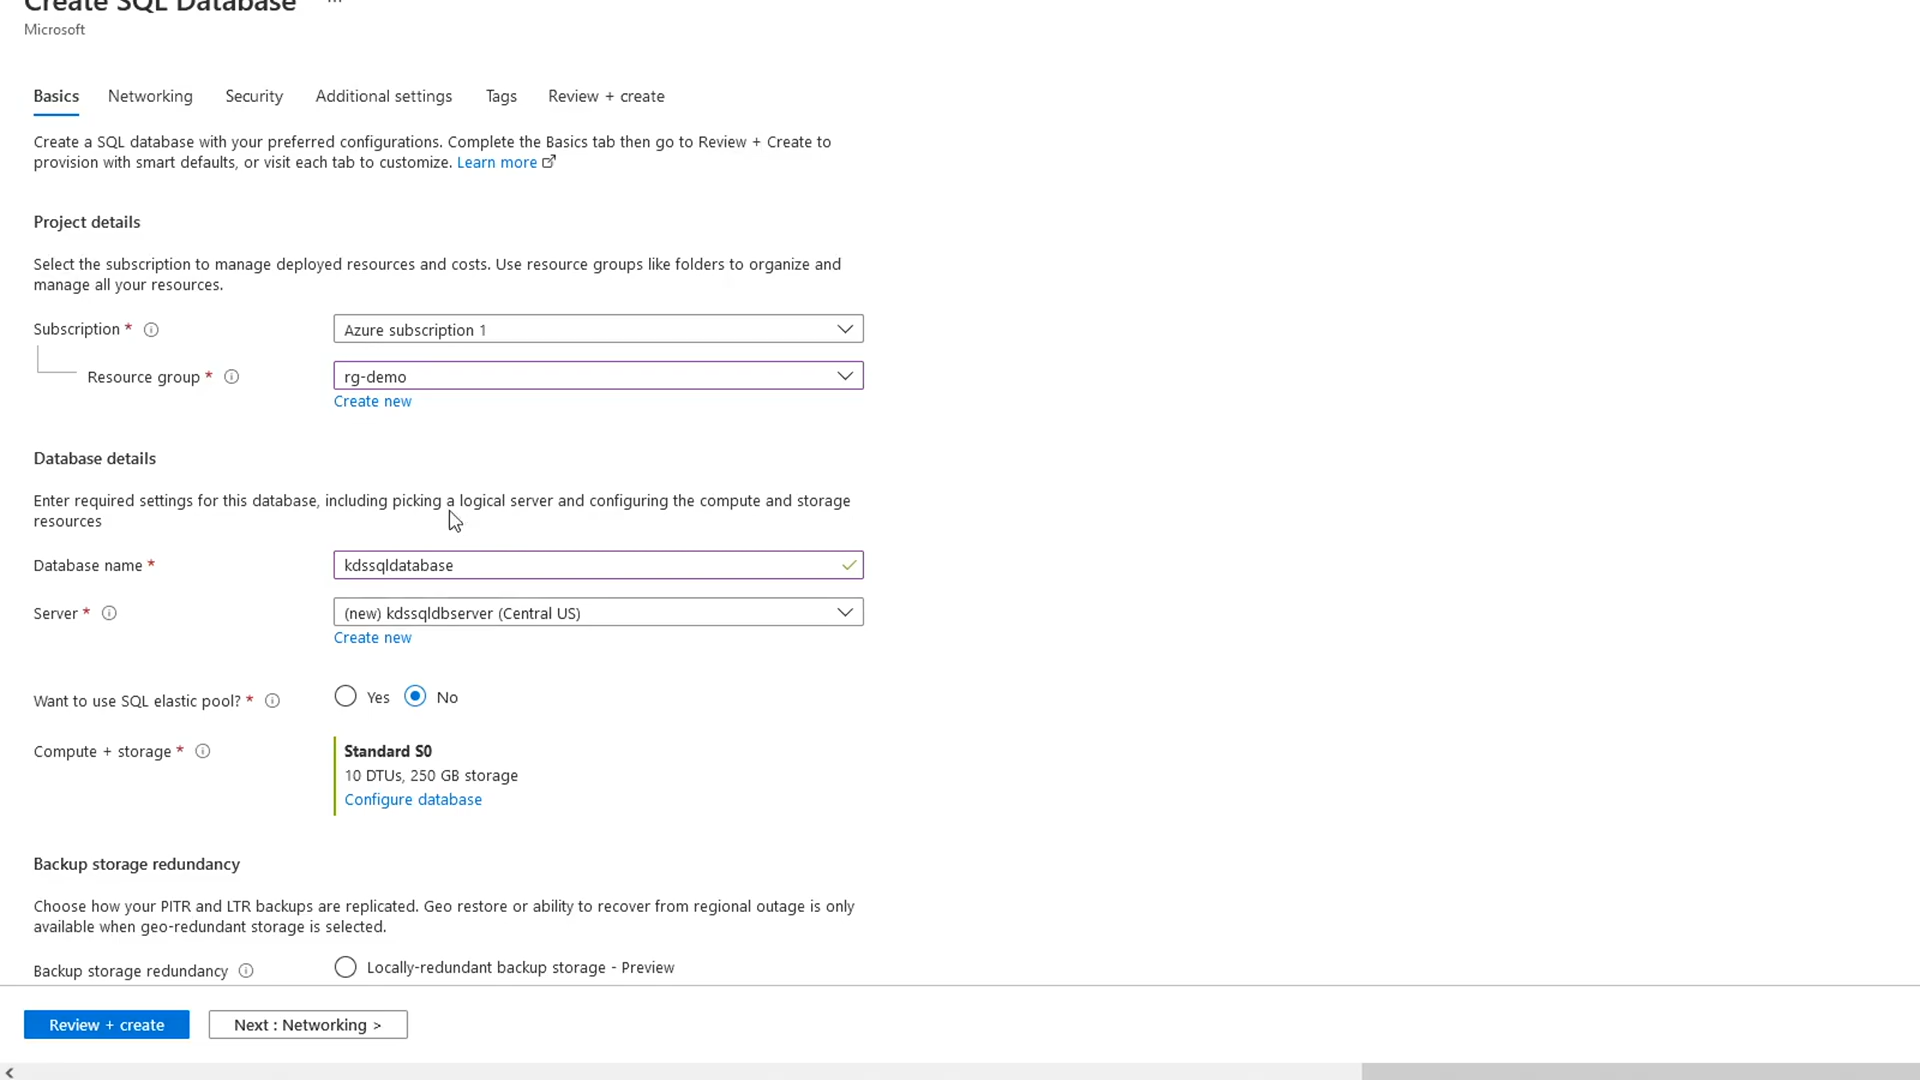 Create SQL Database ...
Microsoft
Basics Networking Security Additional settings Tags Review + create
Create a SQL database with your preferred configurations. Complete the Basics tab then go to Review + Create to
provision with smart defaults, or visit each tab to customize. Learn more
Project details
Select the subscription to manage deployed resources and costs. Use resource groups like folders to organize and
manage all your resources.
Subscription * Azure subscription 1
Resource group * rg-demo
Create new
Database details
Enter required settings for this database, including picking a logical server and configuring the compute and storage
resources
Database name * kdssqldatabase
Server * (new) kdssqldbserver (Central US)
Create new
Want to use SQL elastic pool? * Yes No
Compute + storage * Standard S0
10 DTUs, 250 GB storage
Configure database
Backup storage redundancy
Choose how your PITR and LTR backups are replicated. Geo restore or ability to recover from regional outage is only
available when geo-redundant storage is selected.
Backup storage redundancy Locally-redundant backup storage - Preview
Review + create Next : Networking >